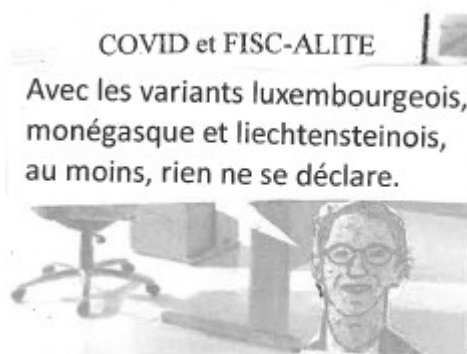 COVID et FISC-ALITE
Avec les variants luxembourgeois,
monégasque et liechtensteinois,
au moins, rien ne se déclare.